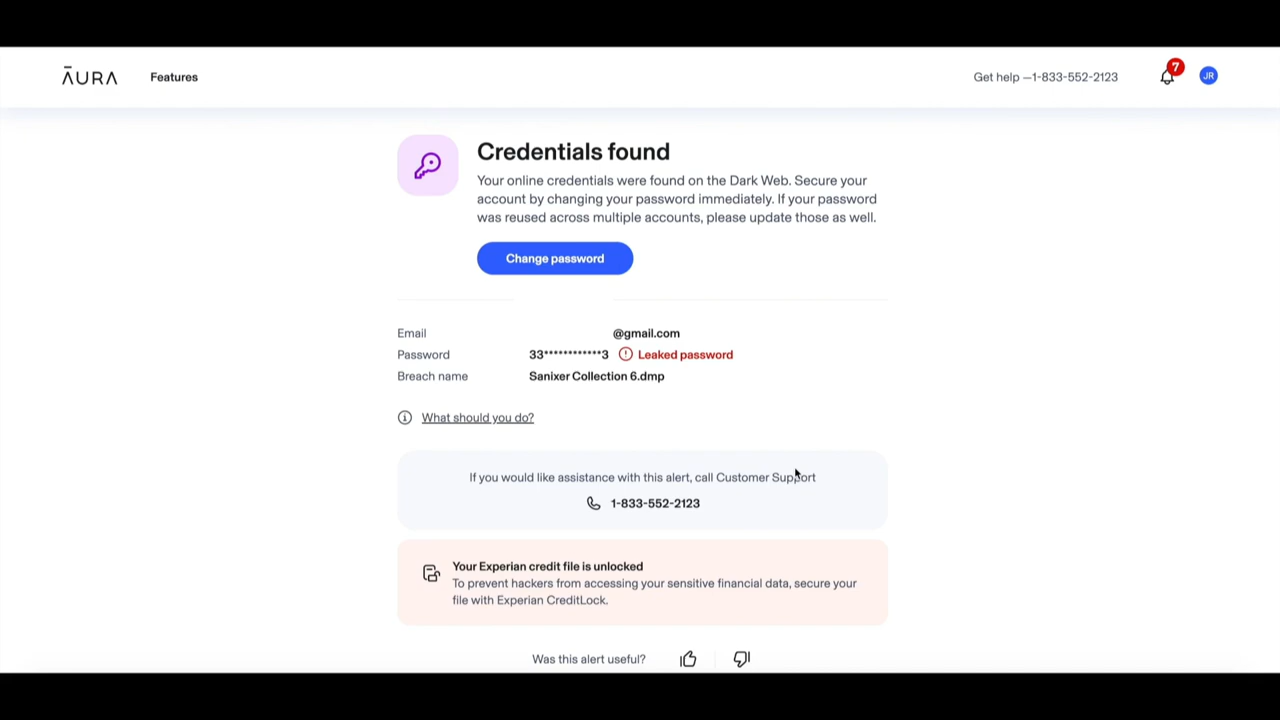 ĀURA
Features
Get help —1-833-552-2123
7
JR
Credentials found
Your online credentials were found on the Dark Web. Secure your
account by changing your password immediately. If your password
was reused across multiple accounts, please update those as well.
Change password
Email @gmail.com
Password 33************3 Leaked password
Breach name Sanixer Collection 6.dmp
What should you do?
If you would like assistance with this alert, call Customer Support
1-833-552-2123
Your Experian credit file is unlocked
To prevent hackers from accessing your sensitive financial data, secure your
file with Experian CreditLock.
Was this alert useful?